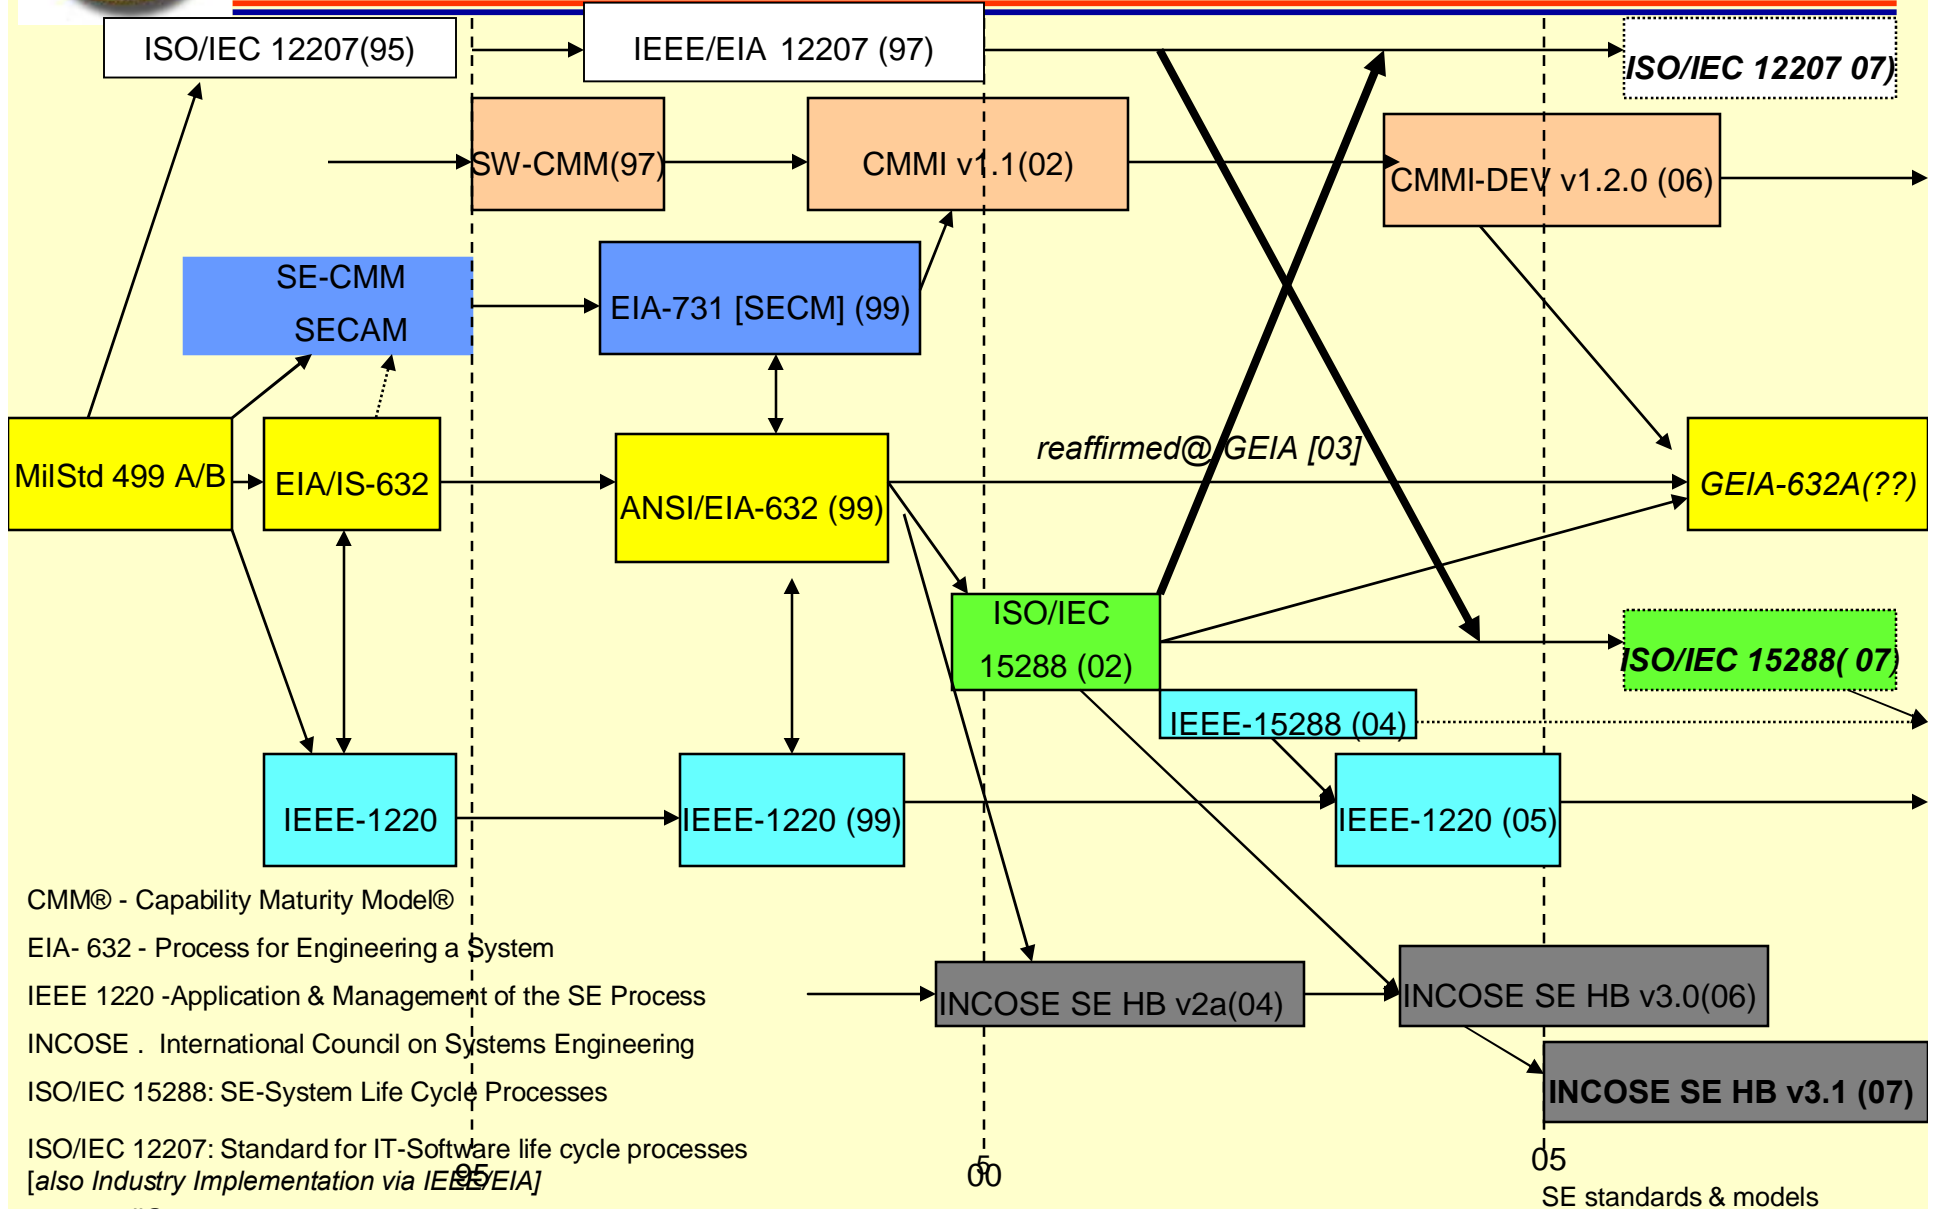 ISO/IEC 12207(95)
IEEE/EIA 12207 (97)
ISO/IEC 12207 07)
SW-CMM(97)
CMMI v1.1(02)
CMMI-DEV v1.2.0 (06)
SE-CMM
SECAM
EIA-731 [SECM] (99)
reaffirmed@ GEIA [03]
MilStd 499 A/B
EIA/IS-632
ANSI/EIA-632 (99)
GEIA-632A(??)
ISO/IEC
15288 (02)
ISO/IEC 15288( 07)
IEEE-15288 (04)
IEEE-1220
IEEE-1220 (99)
IEEE-1220 (05)
CMM® - Capability Maturity Model®
EIA- 632 - Process for Engineering a System
IEEE 1220 -Application & Management of the SE Process
INCOSE SE HB v2a(04)
INCOSE SE HB v3.0(06)
INCOSE . International Council on Systems Engineering
ISO/IEC 15288: SE-System Life Cycle Processes
INCOSE SE HB v3.1 (07)
ISO/IEC 12207: Standard for IT-Software life cycle processes
[also Industry Implementation via IEEE/EIA]
95
5
00
05
SE standards & models